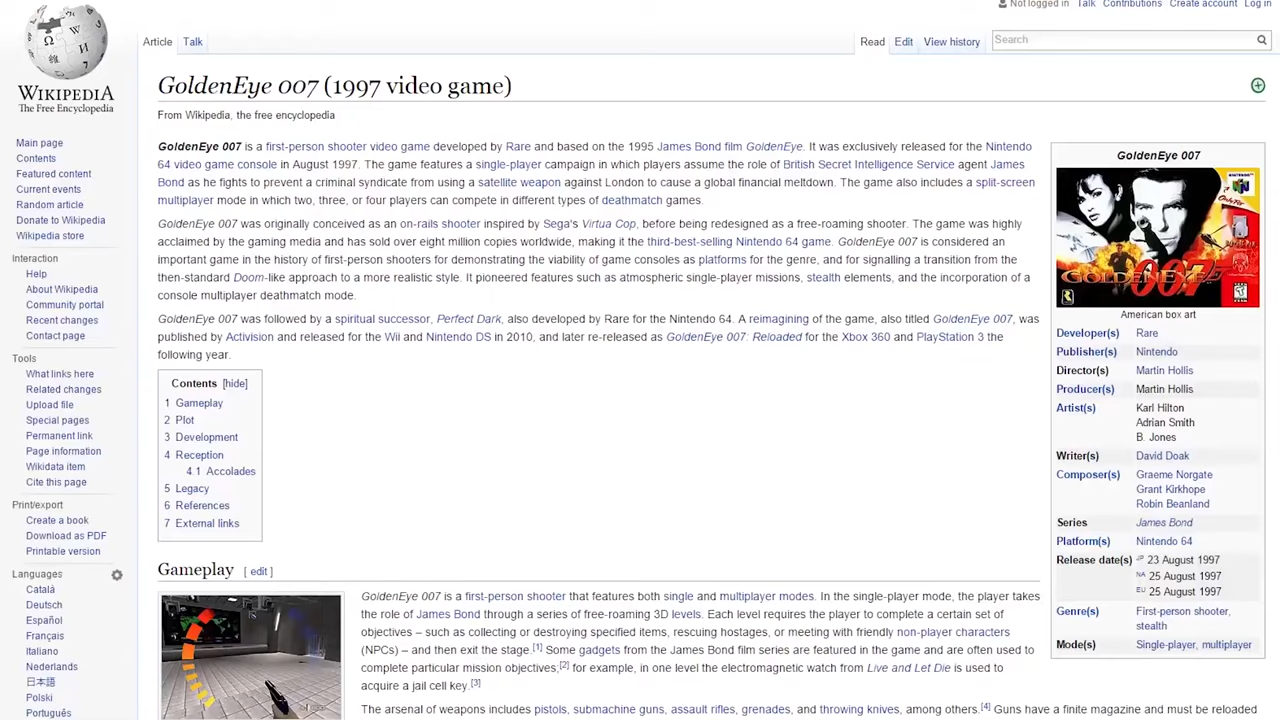 Not logged in Talk Contributions Create account Log in
Article Talk Read Edit View history Search
WIKIPEDIA
The Free Encyclopedia
Main page
Contents
Featured content
Current events
Random article
Donate to Wikipedia
Wikipedia store
Interaction
Help
About Wikipedia
Community portal
Recent changes
Contact page
Tools
What links here
Related changes
Upload file
Special pages
Permanent link
Page information
Wikidata item
Cite this page
Print/export
Create a book
Download as PDF
Printable version
Languages
Català
Deutsch
Español
Français
Italiano
Nederlands
日本語
Polski
Português
GoldenEye 007 (1997 video game)
From Wikipedia, the free encyclopedia
GoldenEye 007 is a first-person shooter video game developed by Rare and based on the 1995 James Bond film GoldenEye. It was exclusively released for the Nintendo
64 video game console in August 1997. The game features a single-player campaign in which players assume the role of British Secret Intelligence Service agent James
Bond as he fights to prevent a criminal syndicate from using a satellite weapon against London to cause a global financial meltdown. The game also includes a split-screen
multiplayer mode in which two, three, or four players can compete in different types of deathmatch games.
GoldenEye 007 was originally conceived as an on-rails shooter inspired by Sega's Virtua Cop, before being redesigned as a free-roaming shooter. The game was highly
acclaimed by the gaming media and has sold over eight million copies worldwide, making it the third-best-selling Nintendo 64 game. GoldenEye 007 is considered an
important game in the history of first-person shooters for demonstrating the viability of game consoles as platforms for the genre, and for signalling a transition from the
then-standard Doom-like approach to a more realistic style. It pioneered features such as atmospheric single-player missions, stealth elements, and the incorporation of a
console multiplayer deathmatch mode.
GoldenEye 007 was followed by a spiritual successor, Perfect Dark, also developed by Rare for the Nintendo 64. A reimagining of the game, also titled GoldenEye 007, was
published by Activision and released for the Wii and Nintendo DS in 2010, and later re-released as GoldenEye 007: Reloaded for the Xbox 360 and PlayStation 3 the
following year.
Contents [hide]
1 Gameplay
2 Plot
3 Development
4 Reception
4.1 Accolades
5 Legacy
6 References
7 External links
Gameplay [ edit ]
GoldenEye 007 is a first-person shooter that features both single and multiplayer modes. In the single-player mode, the player takes
the role of James Bond through a series of free-roaming 3D levels. Each level requires the player to complete a certain set of
objectives – such as collecting or destroying specified items, rescuing hostages, or meeting with friendly non-player characters
(NPCs) – and then exit the stage.[1] Some gadgets from the James Bond film series are featured in the game and are often used to
complete particular mission objectives;[2] for example, in one level the electromagnetic watch from Live and Let Die is used to
acquire a jail cell key.[3]
The arsenal of weapons includes pistols, submachine guns, assault rifles, grenades, and throwing knives, among others.[4] Guns have a finite magazine and must be reloaded
GoldenEye 007
GOLDENEYE 007
American box art
Developer(s) Rare
Publisher(s) Nintendo
Director(s) Martin Hollis
Producer(s) Martin Hollis
Artist(s) Karl Hilton
Adrian Smith
B. Jones
Writer(s) David Doak
Composer(s) Graeme Norgate
Grant Kirkhope
Robin Beanland
Series James Bond
Platform(s) Nintendo 64
Release date(s) JP 23 August 1997
NA 25 August 1997
EU 25 August 1997
Genre(s) First-person shooter,
stealth
Mode(s) Single-player, multiplayer